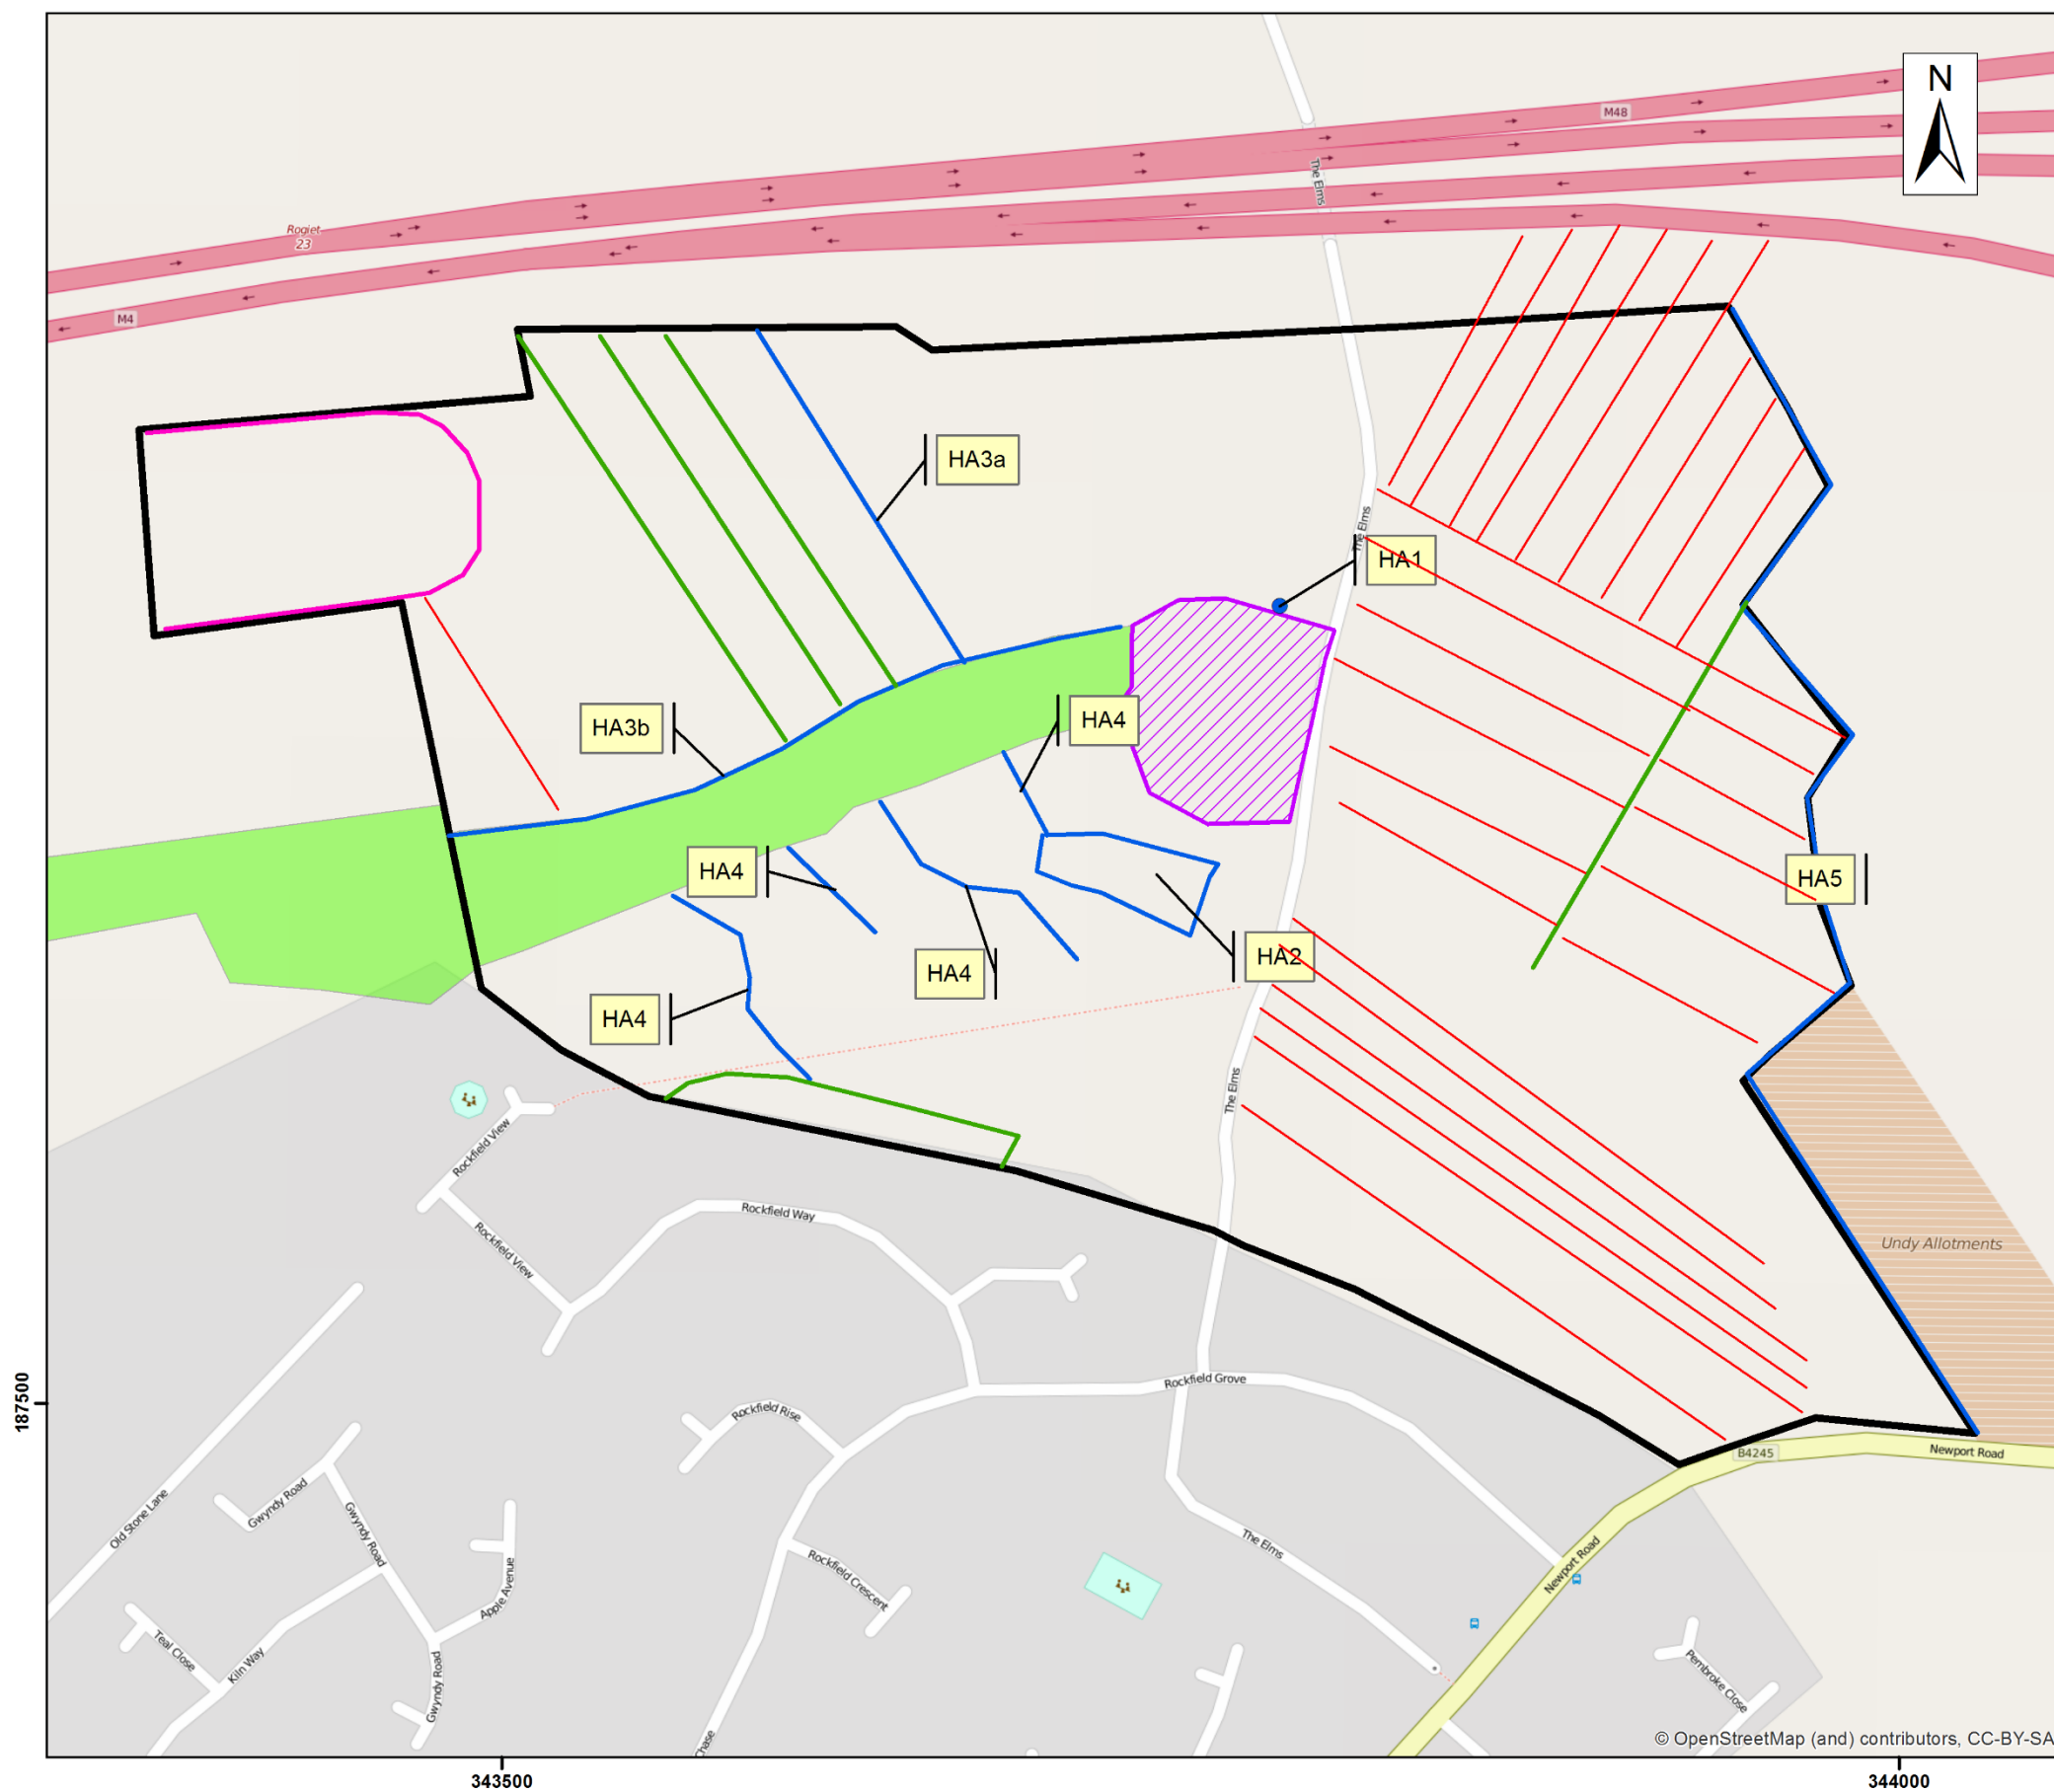 N
M48
The Elms
Rogiet
23
M4
HA3a
The Elms
HA1
HA3b
HA4
HA4
HA5
HA4
HA2
HA4
The Elms
Rockfield View
Rockfield Way
Rockfield View
Undy Allotments
Rockfield Grove
187500
Rockfield Rise
B4245
Newport Road
Old Stone Lane
Gwyndy Road
Gwyndy Road
The Elms
Newport Road
Rockfield Crescent
Apple Avenue
Teal Close
Kiln Way
Gwyndy Road
Pembroke Close
Chase
© OpenStreetMap (and) contributors, CC-BY-SA
343500
344000